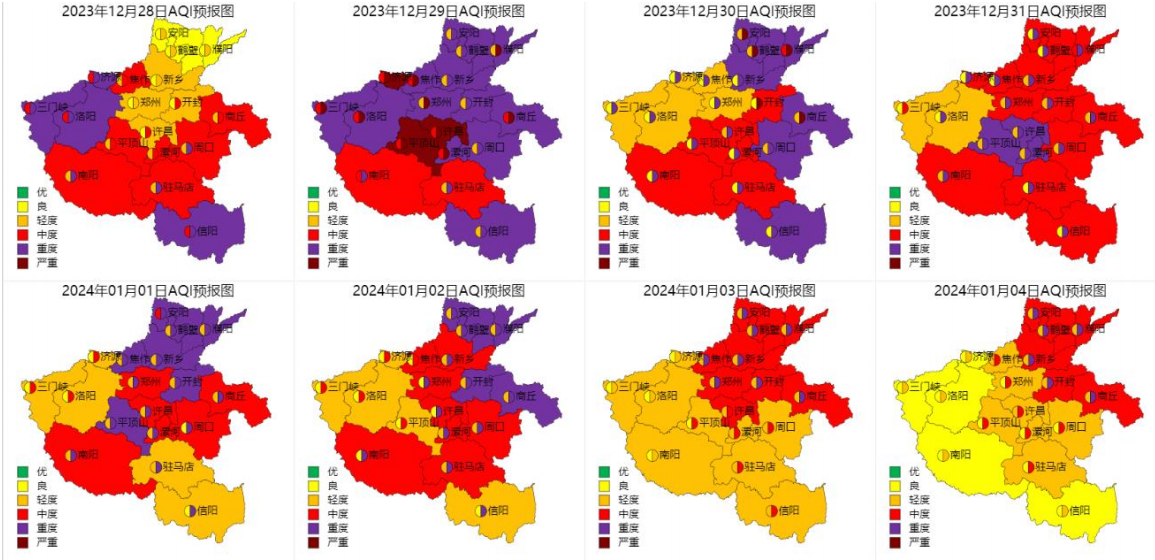 2023年12月28日AQI预报图
安阳
鹤壁
濮阳
济源
焦作
新乡
三门峡
洛阳
郑州
开封
商丘
许昌
平顶山
漯河
周口
南阳
驻马店
信阳
优
良
轻度
中度
重度
严重
2023年12月29日AQI预报图
安阳
鹤壁
濮阳
济源
焦作
新乡
三门峡
洛阳
郑州
开封
商丘
许昌
平顶山
漯河
周口
南阳
驻马店
信阳
优
良
轻度
中度
重度
严重
2023年12月30日AQI预报图
安阳
鹤壁
濮阳
济源
焦作
新乡
三门峡
洛阳
郑州
开封
商丘
许昌
平顶山
漯河
周口
南阳
驻马店
信阳
优
良
轻度
中度
重度
严重
2023年12月31日AQI预报图
安阳
鹤壁
濮阳
济源
焦作
新乡
三门峡
洛阳
郑州
开封
商丘
许昌
平顶山
漯河
周口
南阳
驻马店
信阳
优
良
轻度
中度
重度
严重
2024年01月01日AQI预报图
安阳
鹤壁
濮阳
济源
焦作
新乡
三门峡
洛阳
郑州
开封
商丘
许昌
平顶山
漯河
周口
南阳
驻马店
信阳
优
良
轻度
中度
重度
严重
2024年01月02日AQI预报图
安阳
鹤壁
濮阳
济源
焦作
新乡
三门峡
洛阳
郑州
开封
商丘
许昌
平顶山
漯河
周口
南阳
驻马店
信阳
优
良
轻度
中度
重度
严重
2024年01月03日AQI预报图
安阳
鹤壁
濮阳
济源
焦作
新乡
三门峡
洛阳
郑州
开封
商丘
许昌
平顶山
漯河
周口
南阳
驻马店
信阳
优
良
轻度
中度
重度
严重
2024年01月04日AQI预报图
安阳
鹤壁
濮阳
济源
焦作
新乡
三门峡
洛阳
郑州
开封
商丘
许昌
平顶山
漯河
周口
南阳
驻马店
信阳
优
良
轻度
中度
重度
严重